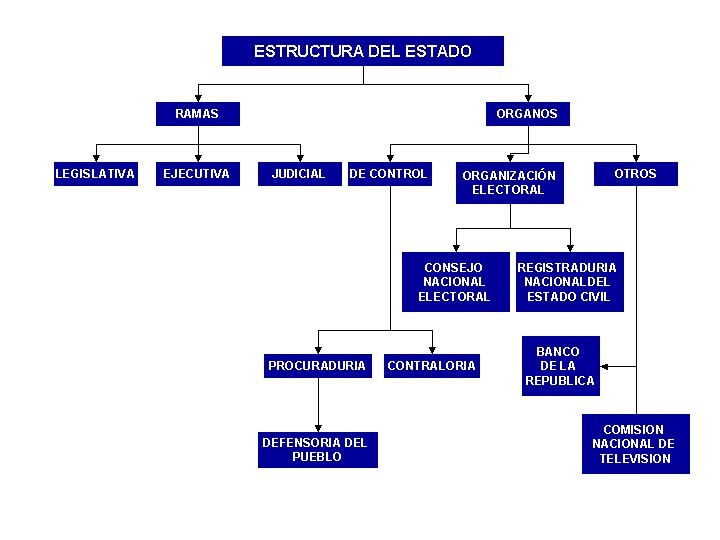 ESTRUCTURA DEL ESTADO
RAMAS
ORGANOS
LEGISLATIVA
EJECUTIVA
JUDICIAL
DE CONTROL
ORGANIZACIÓN
ELECTORAL
OTROS
CONSEJO
NACIONAL
ELECTORAL
REGISTRADURIA
NACIONALDEL
ESTADO CIVIL
PROCURADURIA
CONTRALORIA
BANCO
DE LA
REPUBLICA
DEFENSORIA DEL
PUEBLO
COMISION
NACIONAL DE
TELEVISION